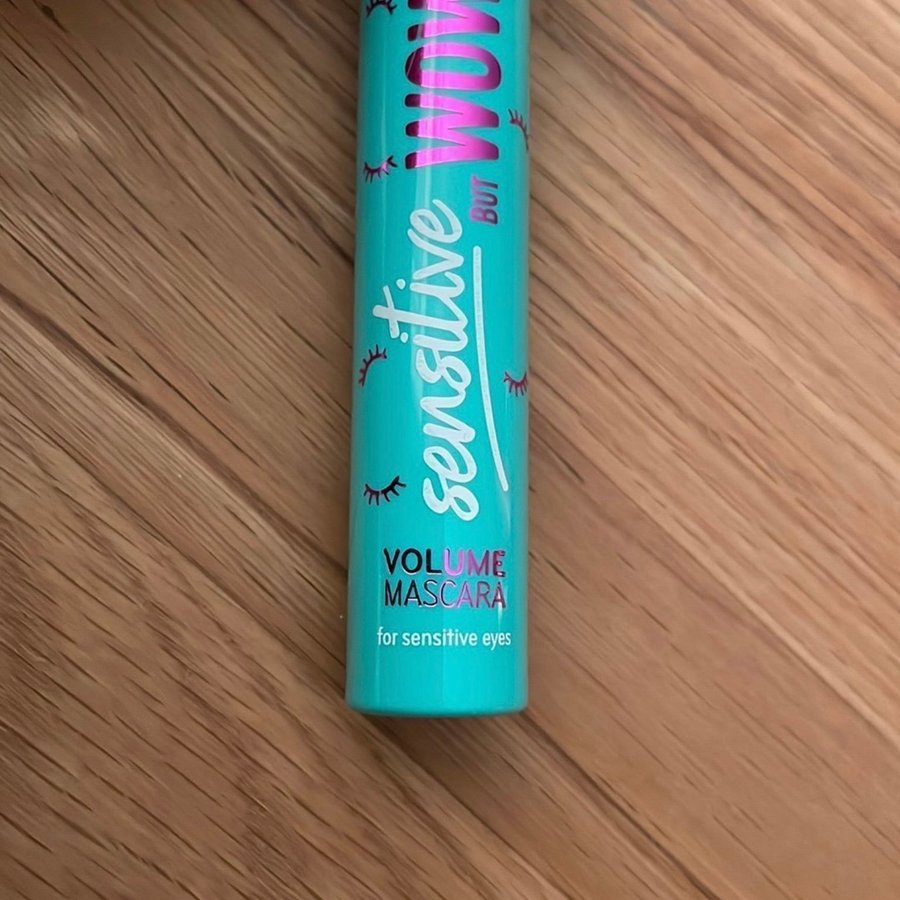 sensitive
BUT
WOW
VOLUME
MASCARA
for sensitive eyes